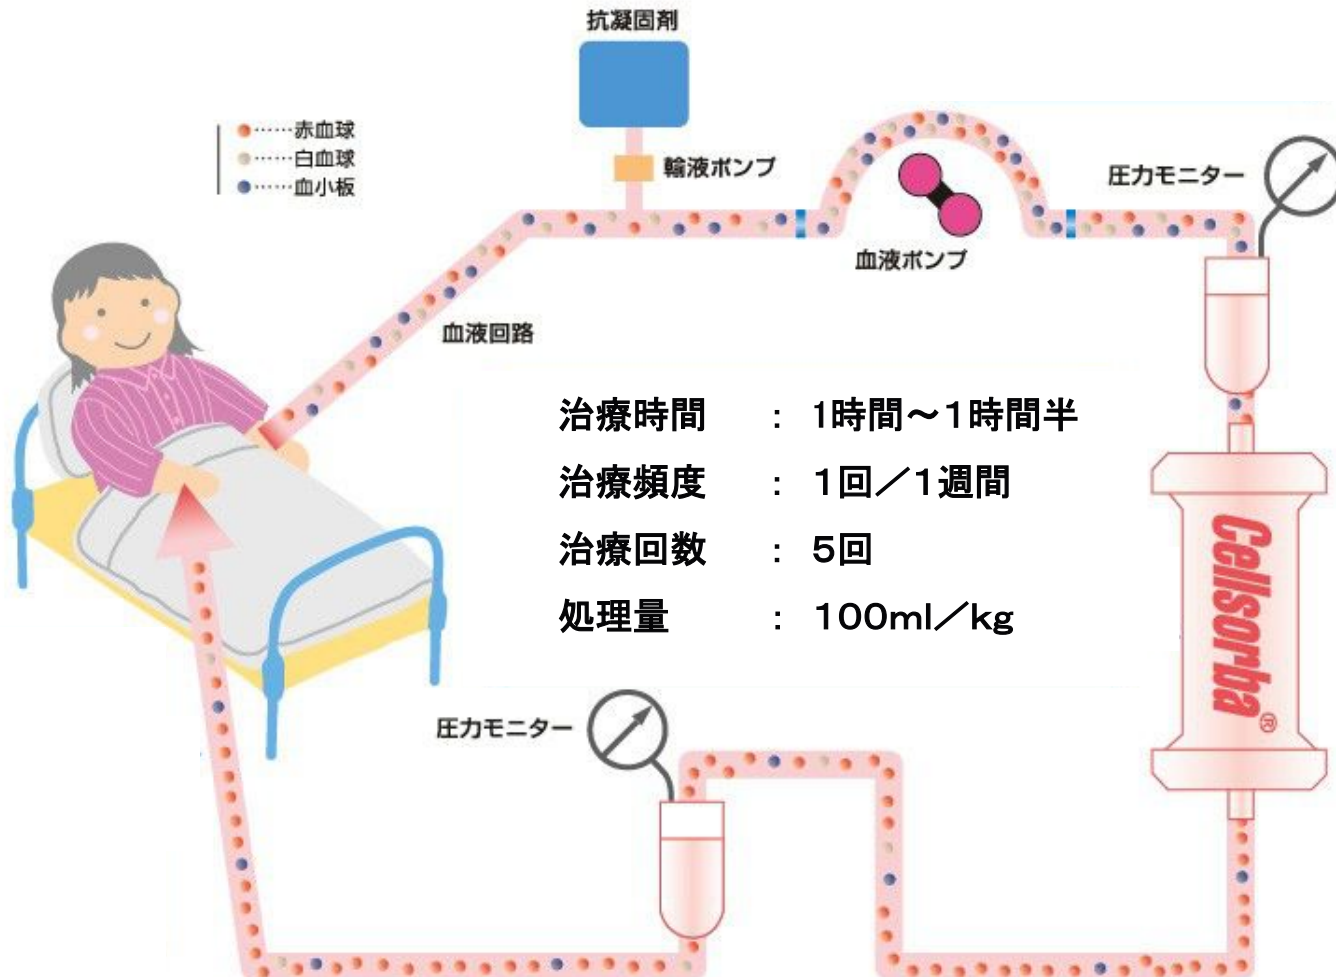 抗凝固剤
……赤血球
……白血球
……血小板
輸液ポンプ
圧力モニター
血液ポンプ
血液回路
治療時間 : 1時間～1時間半
治療頻度 : 1回／1週間
治療回数 : 5回
処理量 : 100ml／kg
Cellsorba®
圧力モニター